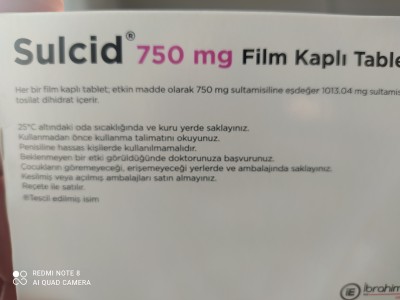 Sulcid® 750 mg Film Kaplı Table
Her bir film kaplı tablet; etkin madde olarak 750 mg sultamisiline eşdeğer 1013.04 mg sultamis
tosilat dihidrat içerir.
25°C altındaki oda sıcaklığında ve kuru yerde saklayınız.
Kullanmadan önce kullanma talimatını okuyunuz.
Penisiline hassas kişilerde kullanılmamalıdır.
Beklenmeyen bir etki görüldüğünde doktorunuza başvurunuz.
Çocukların göremeyeceği, erişemeyeceği yerlerde ve ambalajında saklayınız.
Kesilmiş veya açılmış ambalajları satın almayınız.
Reçete ile satılır.
®Tescil edilmiş isim
REDMI NOTE 8
AI QUAD CAMERA
iE ibrahim